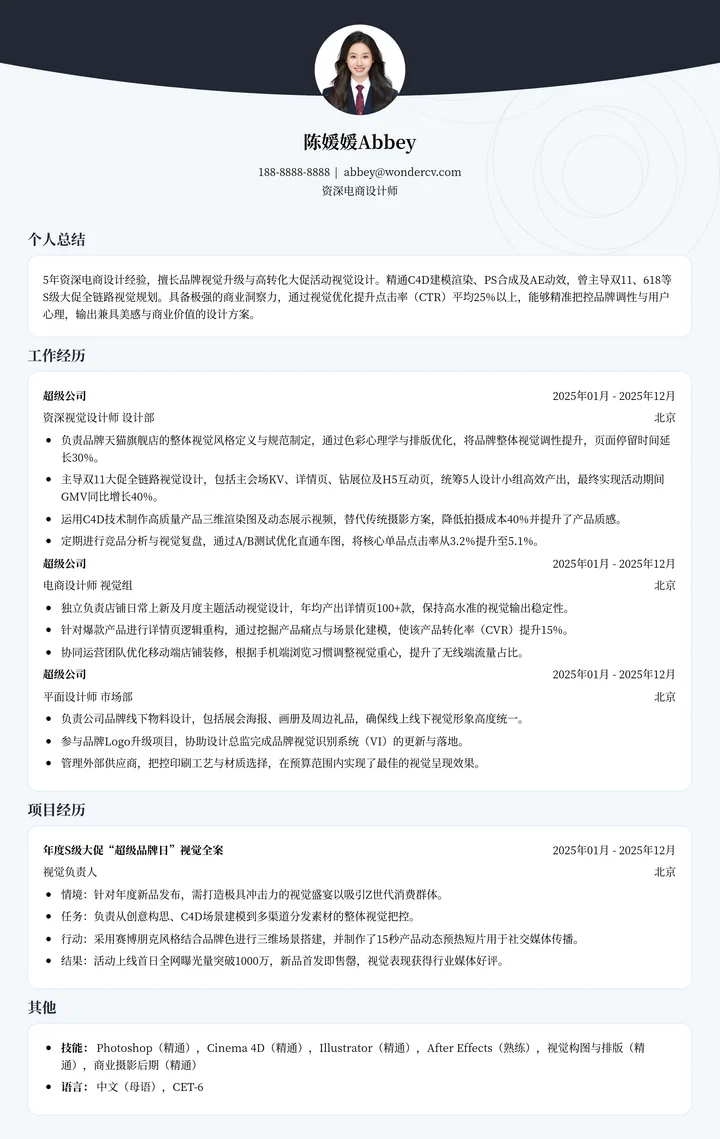 陈媛媛Abbey
188-8888-8888 | abbey@wondercv.com
资深电商设计师
个人总结
5年资深电商设计经验，擅长品牌视觉升级与高转化大促活动视觉设计。精通C4D建模渲染、PS合成及AE动效，曾主导双11、618等
S级大促全链路视觉规划。具备极强的商业洞察力，通过视觉优化提升点击率（CTR）平均25%以上，能够精准把控品牌调性与用户
心理，输出兼具美感与商业价值的设计方案。
工作经历
超级公司 2025年01月 - 2025年12月
资深视觉设计师 设计部 北京
• 负责品牌天猫旗舰店的整体视觉风格定义与规范制定，通过色彩心理学与排版优化，将品牌整体视觉调性提升，页面停留时间延
长30%。
• 主导双11大促全链路视觉设计，包括主会场KV、详情页、钻展位及H5互动页，统筹5人设计小组高效产出，最终实现活动期间
GMV同比增长40%。
• 运用C4D技术制作高质量产品三维渲染图及动态展示视频，替代传统摄影方案，降低拍摄成本40%并提升了产品质感。
• 定期进行竞品分析与视觉复盘，通过A/B测试优化直通车图，将核心单品点击率从3.2%提升至5.1%。
超级公司 2025年01月 - 2025年12月
电商设计师 视觉组 北京
• 独立负责店铺日常上新及月度主题活动视觉设计，年均产出详情页100+款，保持高水准的视觉输出稳定性。
• 针对爆款产品进行详情页逻辑重构，通过挖掘产品痛点与场景化建模，使该产品转化率（CVR）提升15%。
• 协同运营团队优化移动端店铺装修，根据手机端浏览习惯调整视觉重心，提升了无线端流量占比。
超级公司 2025年01月 - 2025年12月
平面设计师 市场部 北京
• 负责公司品牌线下物料设计，包括展会海报、画册及周边礼品，确保线上线下视觉形象高度统一。
• 参与品牌Logo升级项目，协助设计总监完成品牌视觉识别系统（VI）的更新与落地。
• 管理外部供应商，把控印刷工艺与材质选择，在预算范围内实现了最佳的视觉呈现效果。
项目经历
年度S级大促“超级品牌日”视觉全案 2025年01月 - 2025年12月
视觉负责人 北京
• 情境：针对年度新品发布，需打造极具冲击力的视觉盛宴以吸引Z世代消费群体。
• 任务：负责从创意构思、C4D场景建模到多渠道分发素材的整体视觉把控。
• 行动：采用赛博朋克风格结合品牌色进行三维场景搭建，并制作了15秒产品动态预热短片用于社交媒体传播。
• 结果：活动上线首日全网曝光量突破1000万，新品首发即售罄，视觉表现获得行业媒体好评。
其他
• 技能： Photoshop（精通），Cinema 4D（精通），Illustrator（精通），After Effects（熟练），视觉构图与排版（精
通），商业摄影后期（精通）
• 语言： 中文（母语），CET-6